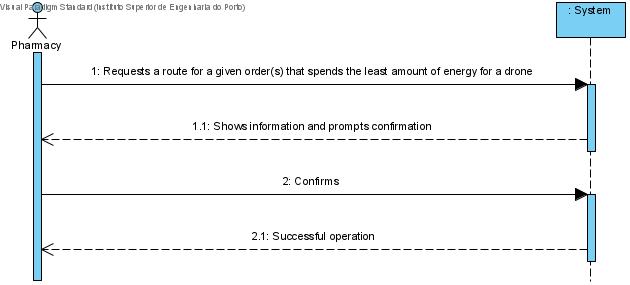 Visual Paradigm Standard (Instituto Superior de Engenharia do Porto)
: System
Pharmacy
1: Requests a route for a given order(s) that spends the least amount of energy for a drone
1.1: Shows information and prompts confirmation
2: Confirms
2.1: Successful operation